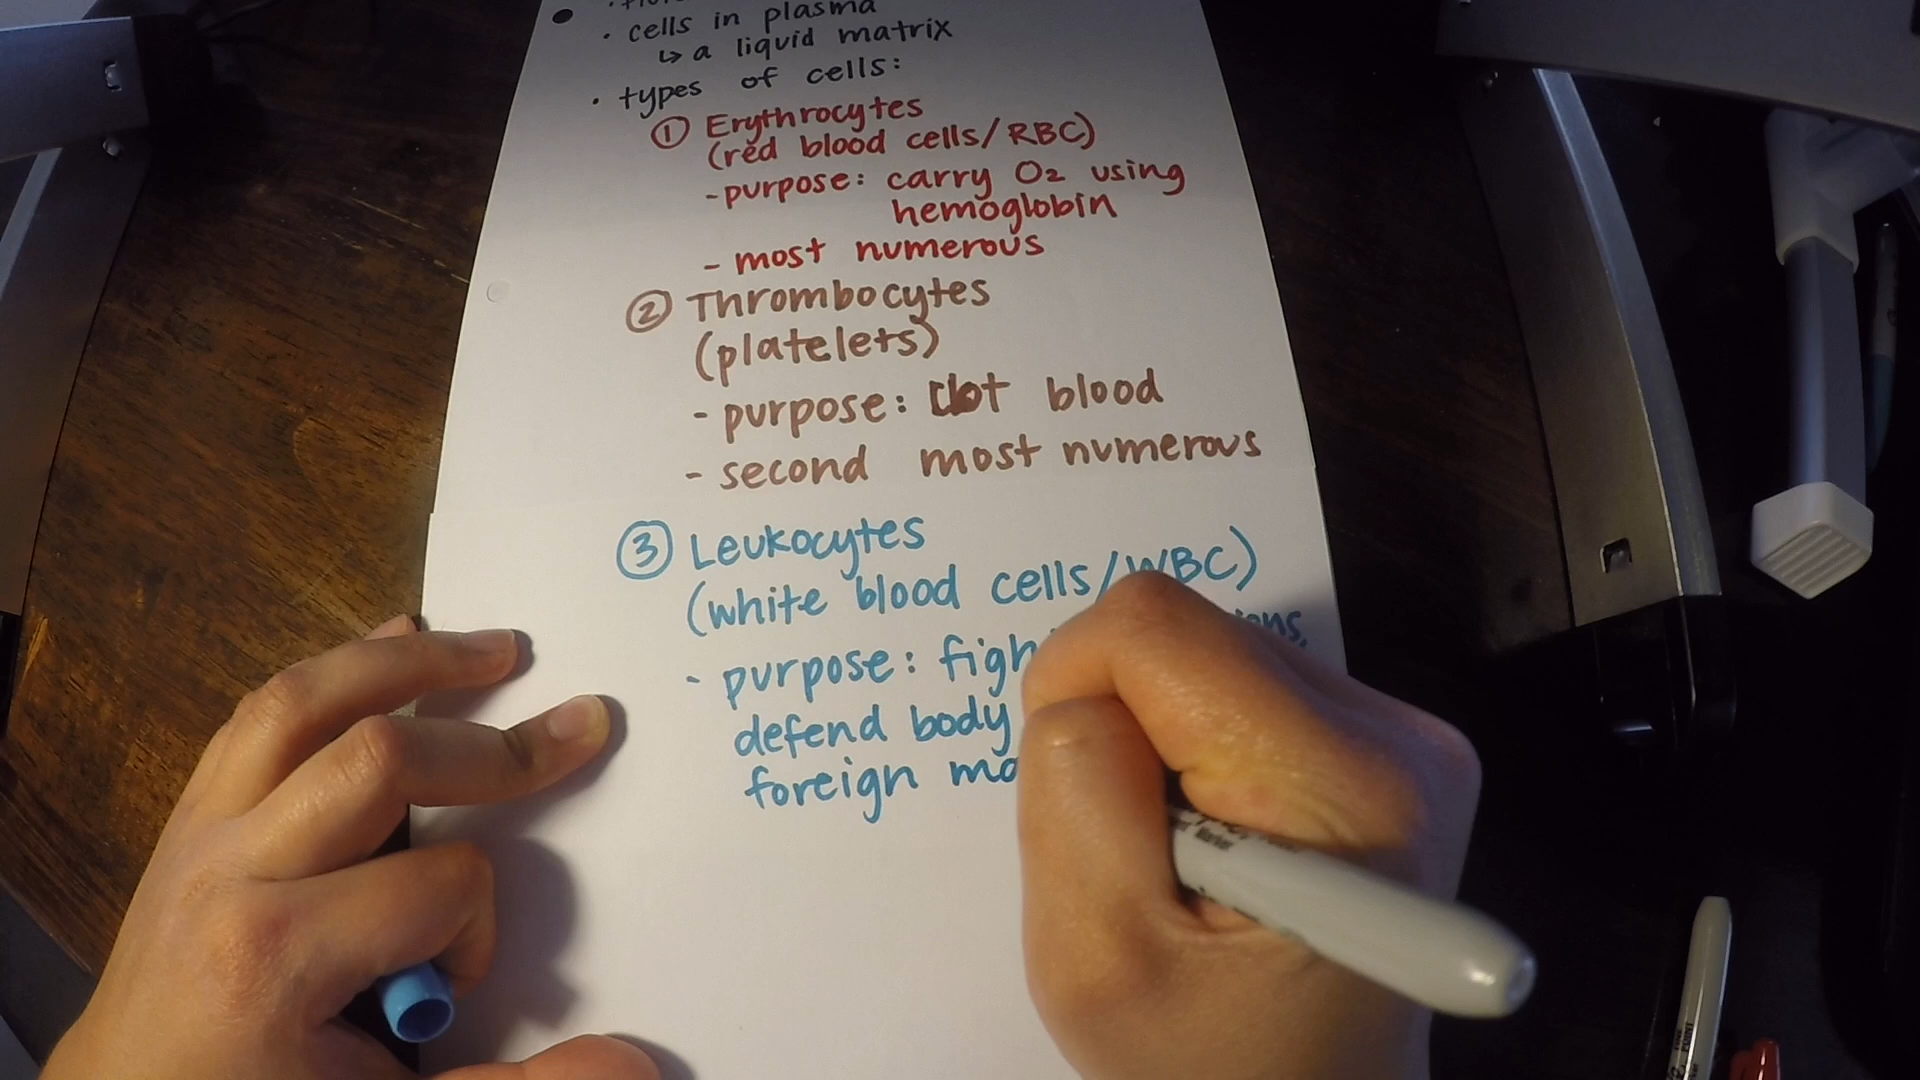 • cells in plasma
↳ a liquid matrix
• types of cells:
① Erythrocytes
(red blood cells/RBC)
- purpose: carry O2 using
hemoglobin
- most numerous
② Thrombocytes
(platelets)
- purpose: clot blood
- second most numerous
③ Leukocytes
(white blood cells/WBC)
- purpose:
defend body
foreign
Marker